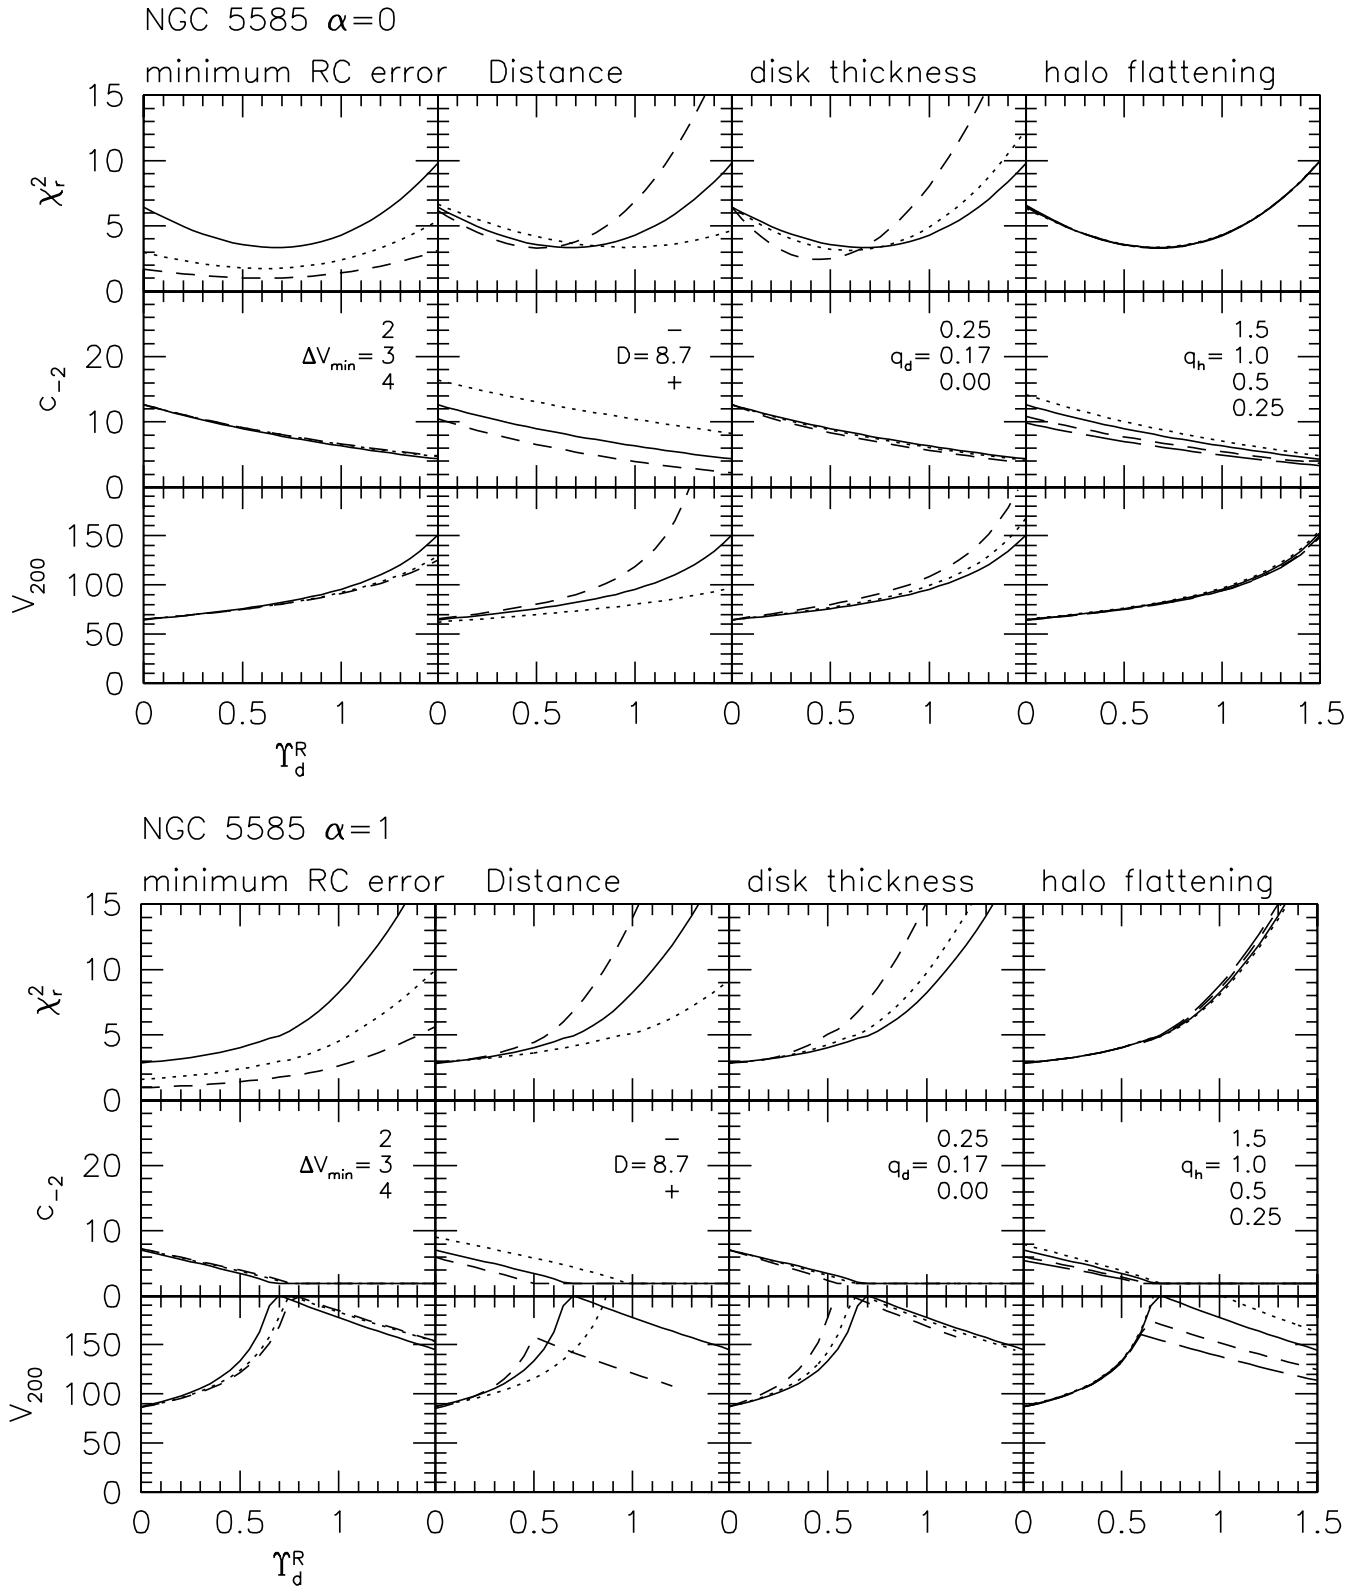 NGC 5585 α=0
minimum RC error Distance disk thickness halo flattening
15
10
5
0
χ²ᵣ
2 − 0.25 1.5
20
ΔVmin= 3 D= 8.7 qd= 0.17 qh= 1.0
4 + 0.00 0.5
0.25
10
0
c−2
150
100
50
0
V200
0 0.5 1 0 0.5 1 0 0.5 1 0 0.5 1 1.5
ϒRd
NGC 5585 α=1
minimum RC error Distance disk thickness halo flattening
15
10
5
0
χ²ᵣ
2 − 0.25 1.5
20
ΔVmin= 3 D= 8.7 qd= 0.17 qh= 1.0
4 + 0.00 0.5
0.25
10
0
c−2
150
100
50
0
V200
0 0.5 1 0 0.5 1 0 0.5 1 0 0.5 1 1.5
ϒRd